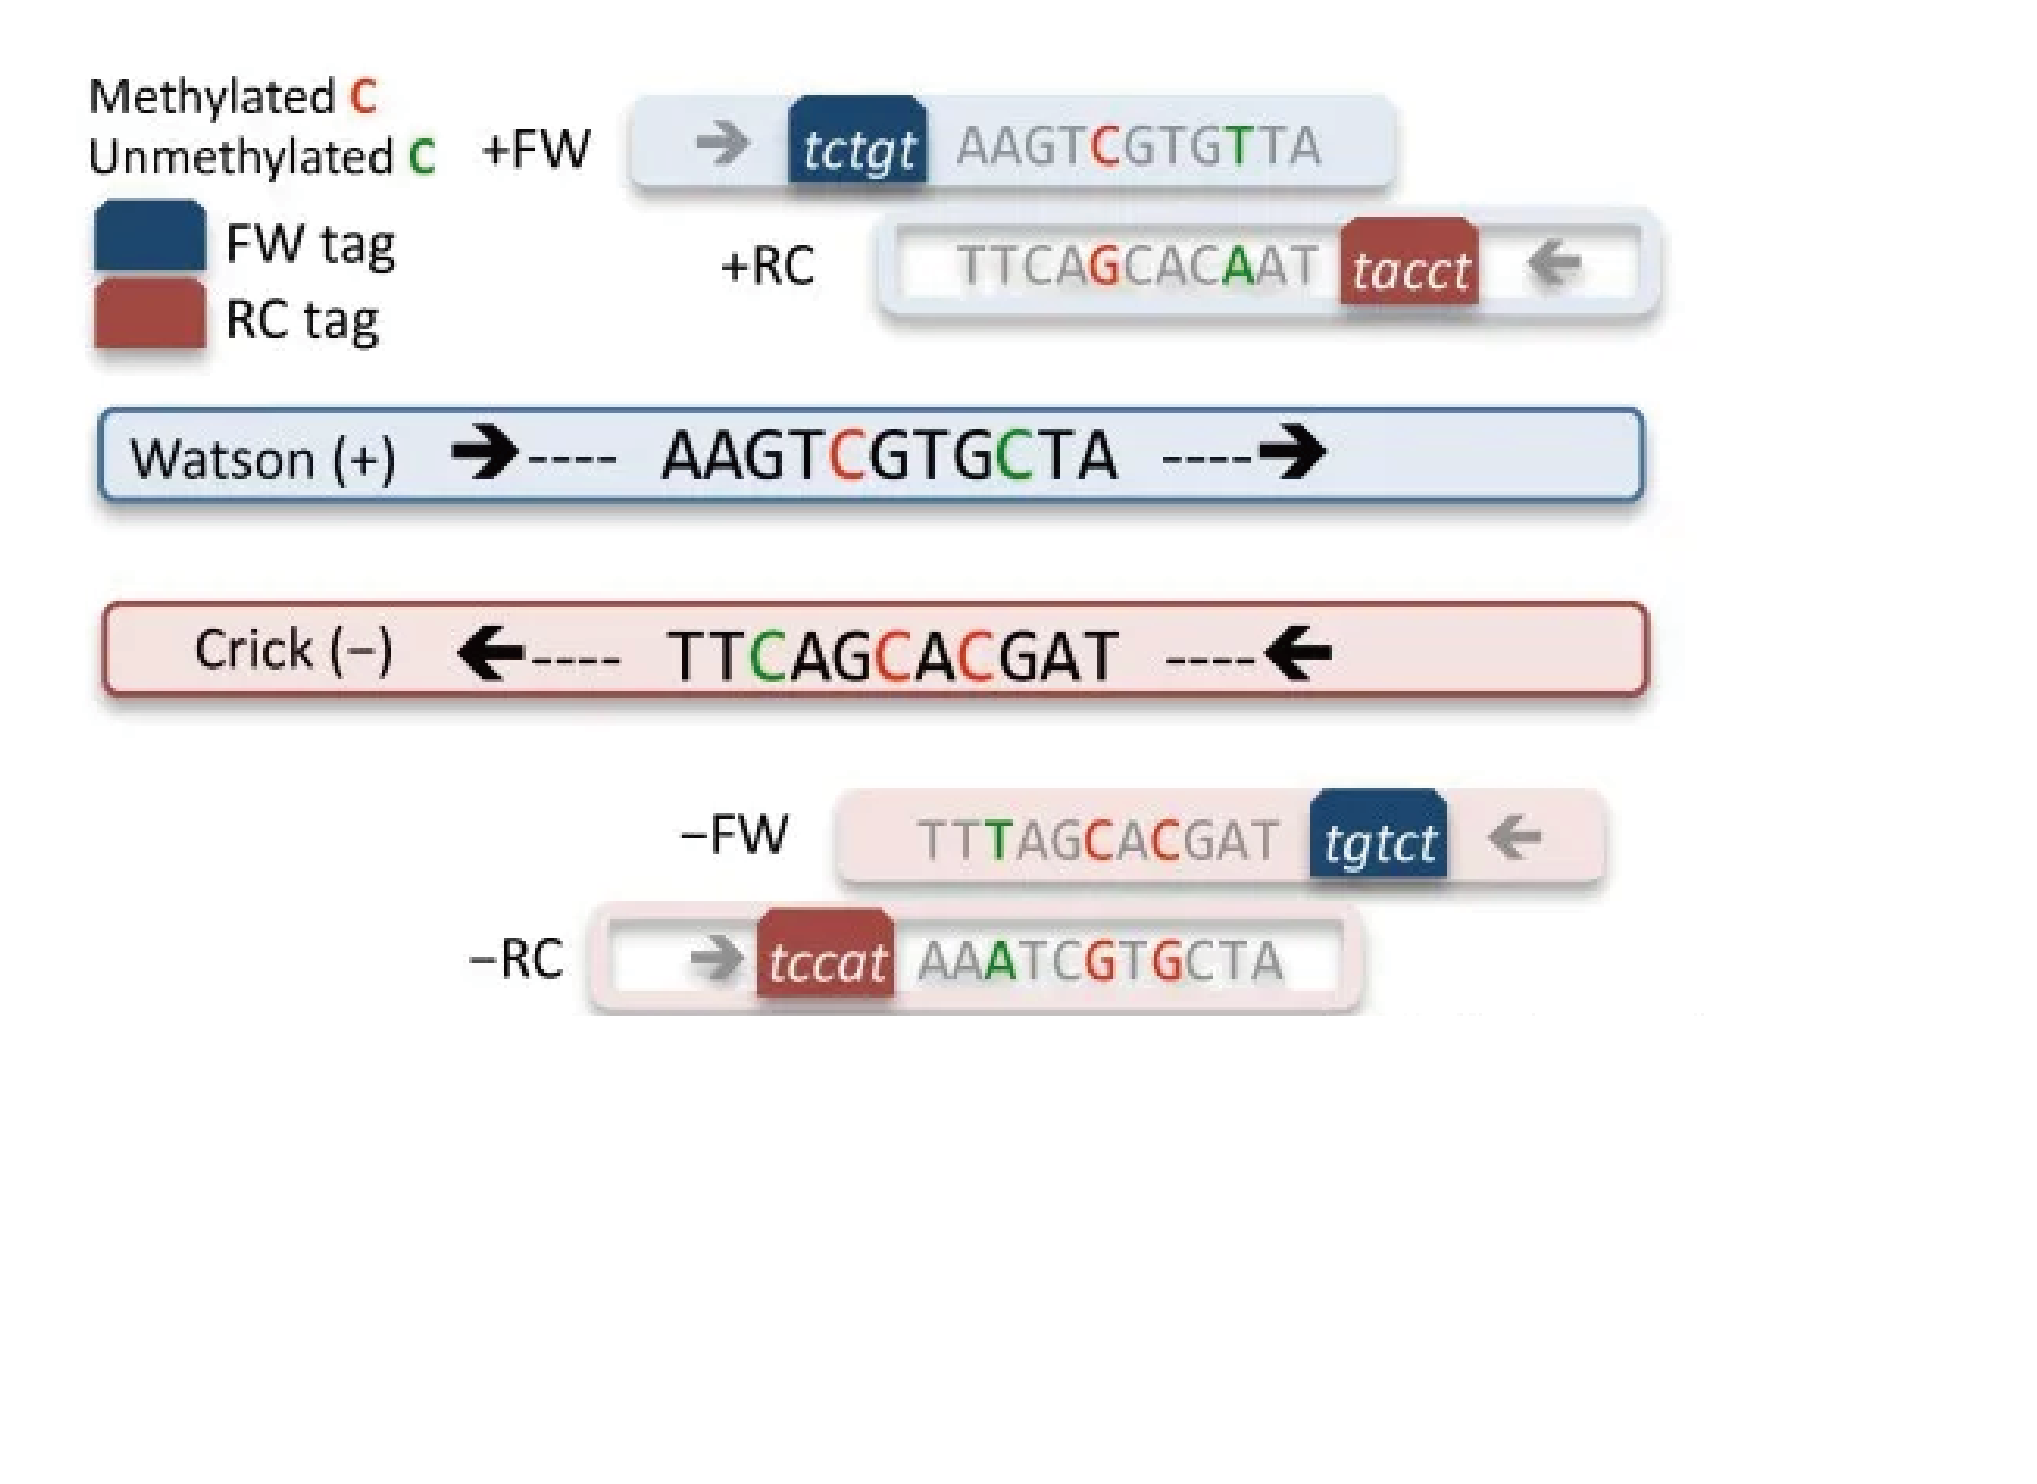 Methylated C
Unmethylated C
FW tag
RC tag
+FW tctgt AAGTCGTGTTA
+RC TTCAGCACAAT tacct
Watson (+) ---- AAGTCGTGCTA ----
Crick (−) ---- TTCAGCACGAT ----
−FW TTTAGCACGAT tgtct
−RC tccat AAATCGTGCTA